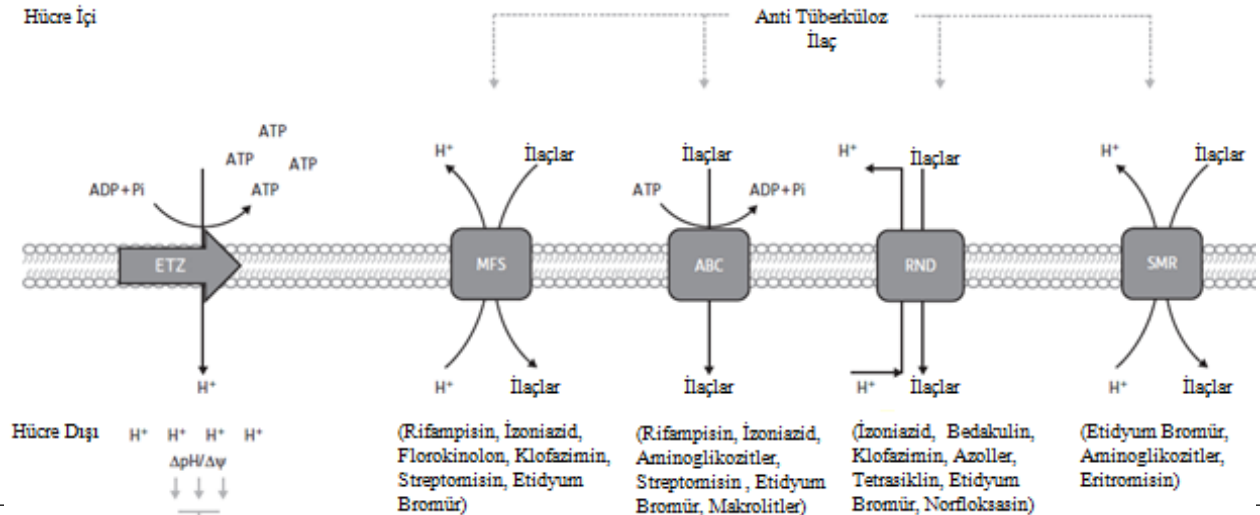 Hücre İçi
Anti Tüberküloz
İlaç
ATP
ATP
ATP
ATP
ADP+Pi
H⁺
İlaçlar
İlaçlar
ATP
ADP+Pi
H⁺
İlaçlar
H⁺
İlaçlar
ETZ
MFS
ABC
RND
SMR
H⁺
H⁺
İlaçlar
İlaçlar
H⁺
İlaçlar
H⁺
İlaçlar
Hücre Dışı
H⁺ H⁺ H⁺ H⁺
ΔpH/Δψ
(Rifampisin, İzoniazid,
Florokinolon, Klofazimin,
Streptomisin, Etidyum
Bromür)
(Rifampisin, İzoniazid,
Aminoglikozitler,
Streptomisin , Etidyum
Bromür, Makrolitler)
(İzoniazid, Bedakulin,
Klofazimin, Azoller,
Tetrasiklin, Etidyum
Bromür, Norfloksasin)
(Etidyum Bromür,
Aminoglikozitler,
Eritromisin)